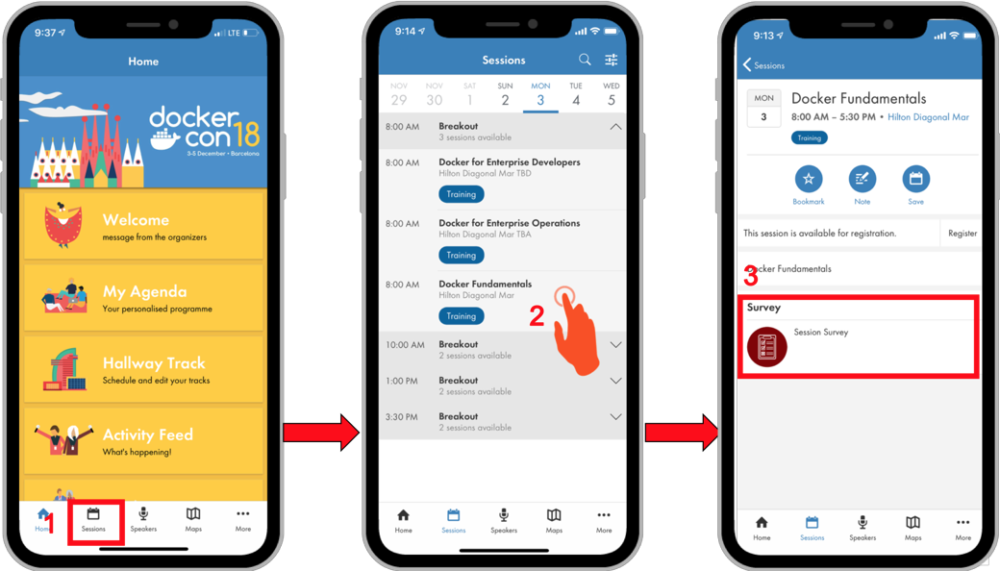 9:37
LTE
Home
docker
con18
3-5 December • Barcelona
Welcome
message from the organizers
My Agenda
Your personalised programme
Hallway Track
Schedule and edit your tracks
Activity Feed
What's happening!
1
Home
Sessions
Speakers
Maps
More
9:14
Sessions
NOV NOV SAT SUN MON TUE WED
29 30 1 2 3 4 5
8:00 AM Breakout
3 sessions available
8:00 AM Docker for Enterprise Developers
Hilton Diagonal Mar TBD
Training
8:00 AM Docker for Enterprise Operations
Hilton Diagonal Mar TBA
Training
8:00 AM Docker Fundamentals
Hilton Diagonal Mar
2
Training
10:00 AM Breakout
2 sessions available
1:00 PM Breakout
2 sessions available
3:30 PM Breakout
2 sessions available
Home Sessions Speakers Maps More
9:13
Sessions
MON
3
Docker Fundamentals
8:00 AM – 5:30 PM • Hilton Diagonal Mar
Training
Bookmark Note Save
This session is available for registration. Register
3
Docker Fundamentals
Survey
Session Survey
Home Sessions Speakers Maps More